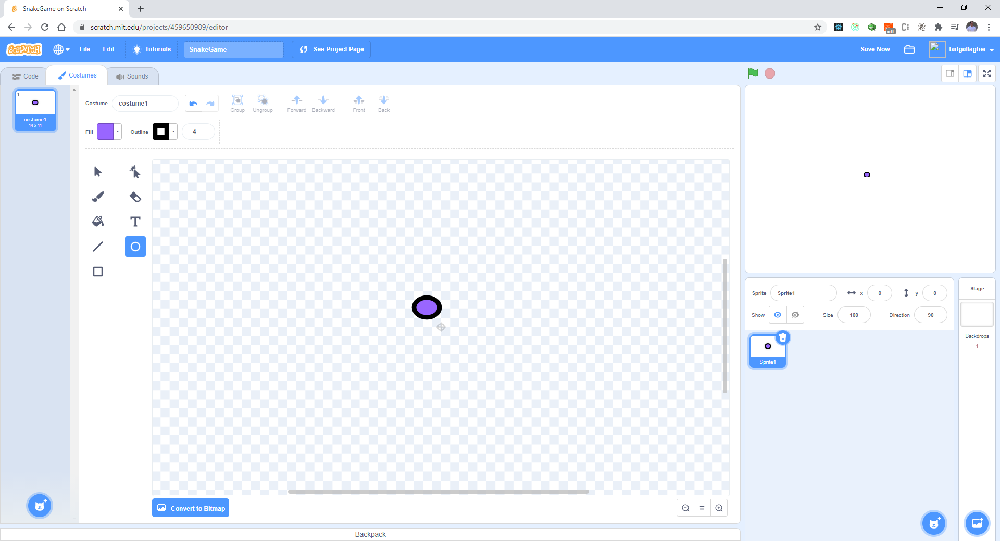 SnakeGame on Scratch
scratch.mit.edu/projects/459650989/editor
off
SCRATCH
File Edit Tutorials SnakeGame See Project Page Save Now tadgallagher
Code Costumes Sounds
1
costume1
14 x 11
Costume costume1 Group Ungroup Forward Backward Front Back
Fill Outline 4
Convert to Bitmap
Backpack
Sprite Sprite1 x 0 y 0
Show Size 100 Direction 90
Sprite1
Stage
Backdrops
1